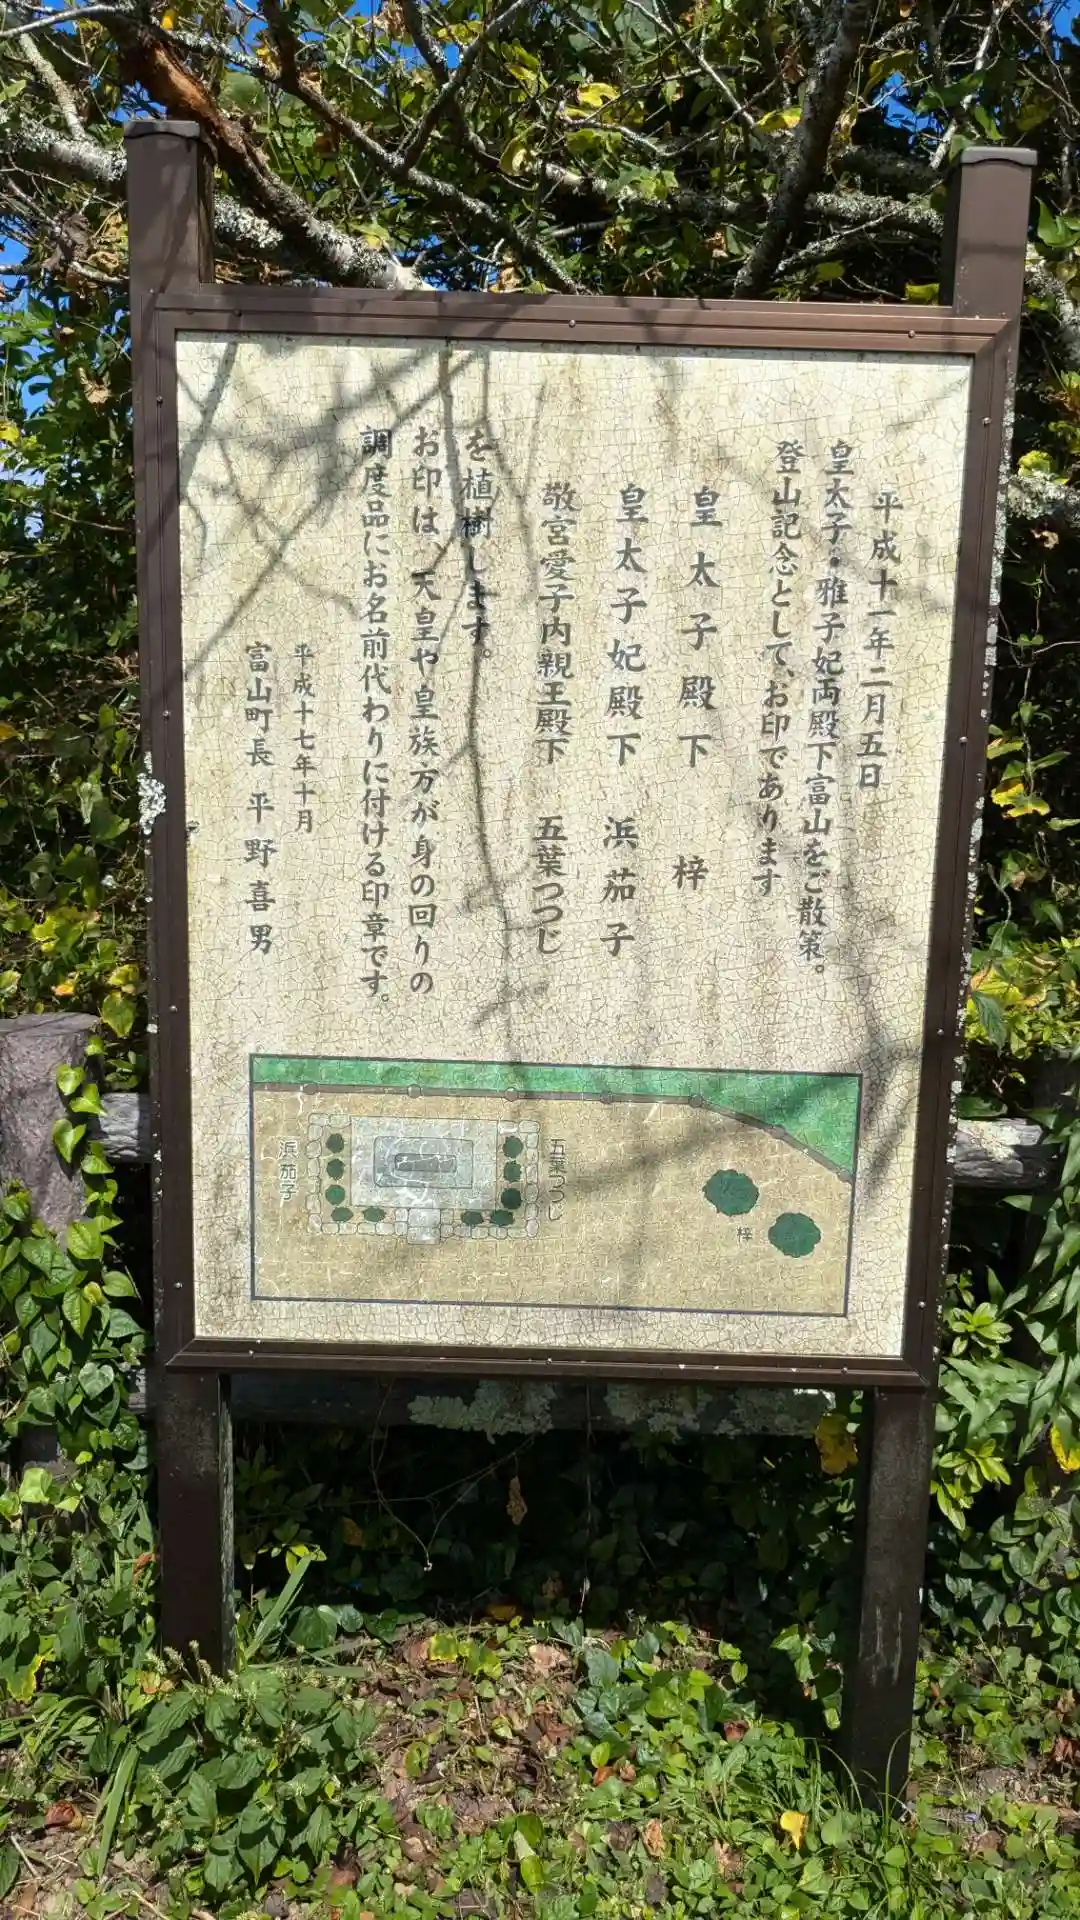 平成十一年二月五日
皇太子・雅子妃両殿下富山をご散策。
登山記念として、お印であります
皇太子殿下 梓
皇太子妃殿下 浜茄子
敬宮愛子内親王殿下 五葉つつじ
を植樹します。
お印は、天皇や皇族方が身の回りの
調度品にお名前代わりに付ける印章です。
平成十七年十月
富山町長 平野喜男
浜茄子
五葉つつじ
梓